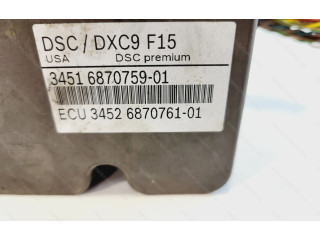 DSC / DXC9 F15
USA DSC premium
3451 6870759-01
ECU 3452 6870761-01